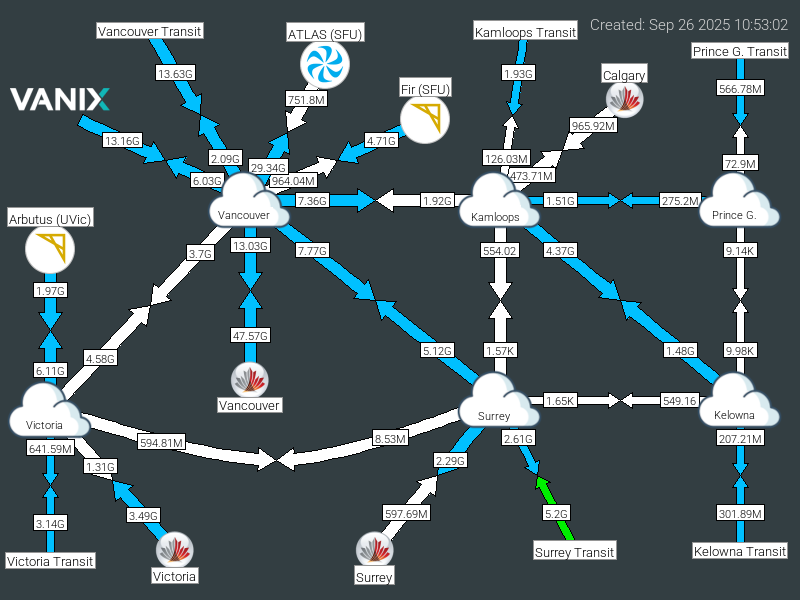 Created: Sep 26 2025 10:53:02
Vancouver Transit
ATLAS (SFU)
Kamloops Transit
Prince G. Transit
13.63G
1.93G
Calgary
566.78M
VANIX
751.8M
Fir (SFU)
965.92M
13.16G
4.71G
2.09G
126.03M
72.9M
29.34G
473.71M
6.03G
964.04M
7.36G
1.92G
1.51G
275.2M
Vancouver
Kamloops
Prince G.
Arbutus (UVic)
3.7G
13.03G
7.77G
554.02
4.37G
9.14K
1.97G
47.57G
4.58G
5.12G
1.57K
1.48G
9.98K
6.11G
Vancouver
1.65K
549.16
Victoria
Surrey
Kelowna
594.81M
8.53M
641.59M
2.61G
207.21M
1.31G
2.29G
3.14G
3.49G
597.69M
5.2G
301.89M
Victoria Transit
Victoria
Surrey
Surrey Transit
Kelowna Transit